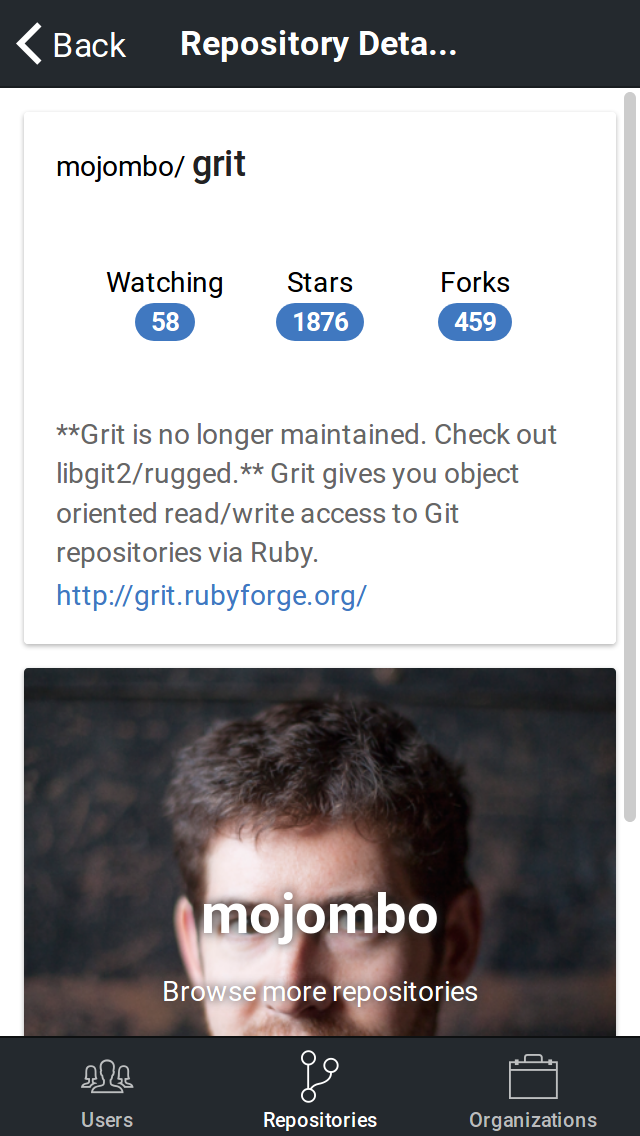 Back
Repository Deta...
mojombo/ grit
Watching Stars Forks
58 1876 459
**Grit is no longer maintained. Check out
libgit2/rugged.** Grit gives you object
oriented read/write access to Git
repositories via Ruby.
http://grit.rubyforge.org/
mojombo
Browse more repositories
Users Repositories Organizations